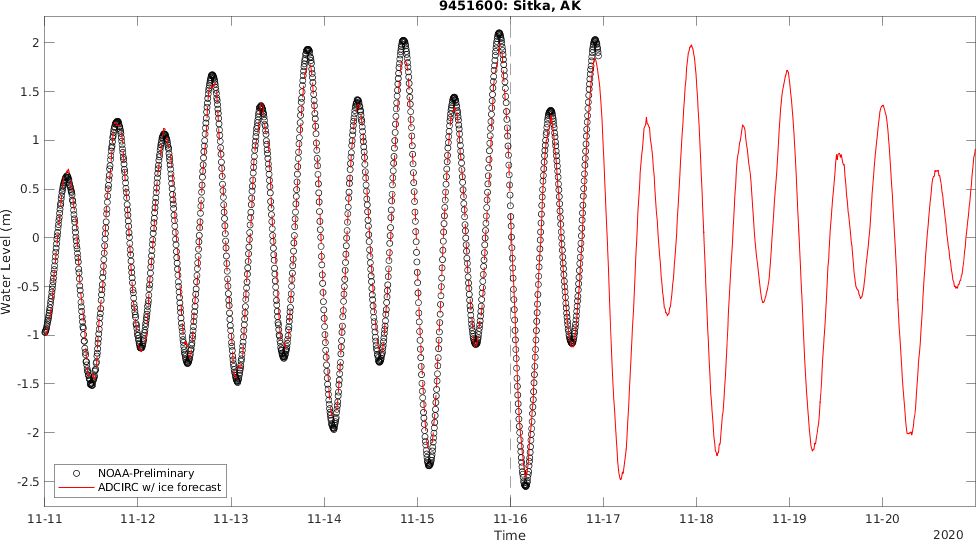 9451600: Sitka, AK
Water Level (m)
2
1.5
1
0.5
0
-0.5
-1
-1.5
-2
-2.5
NOAA-Preliminary
ADCIRC w/ ice forecast
11-11 11-12 11-13 11-14 11-15 11-16 11-17 11-18 11-19 11-20
Time
2020